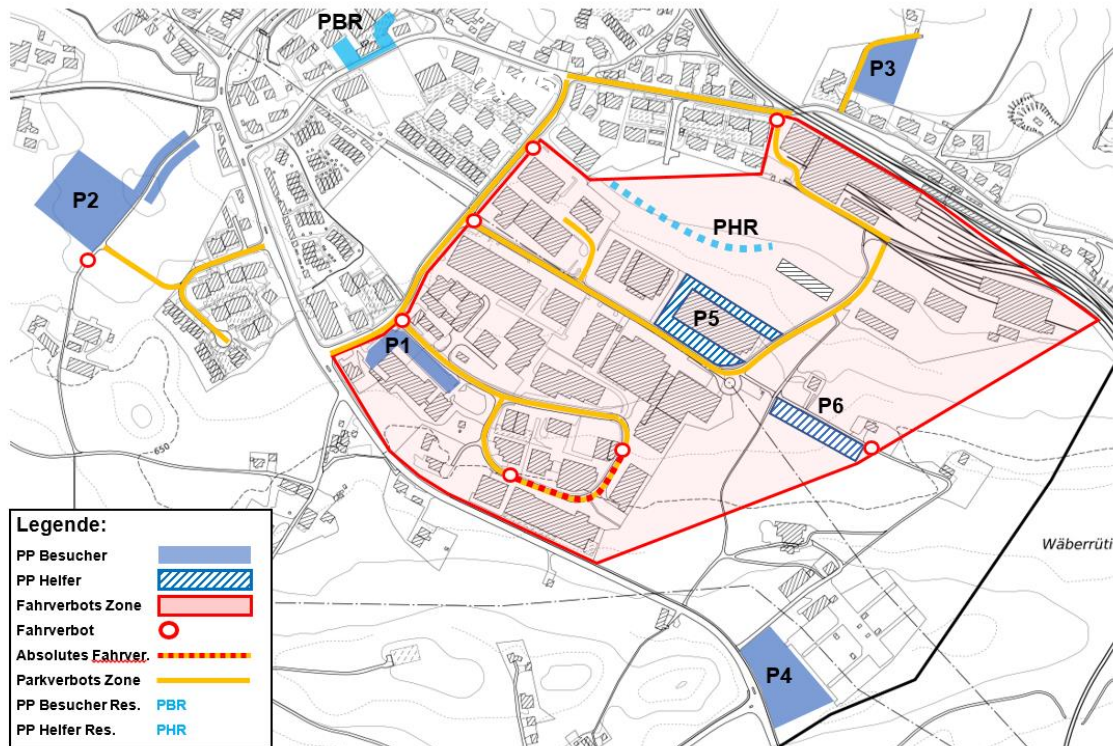 PBR
P3
P2
PHR
P5
P1
P6
650
Wäberrüti
P4
Legende:
PP Besucher
PP Helfer
Fahrverbots Zone
Fahrverbot
Absolutes Fahrver.
Parkverbots Zone
PP Besucher Res. PBR
PP Helfer Res. PHR